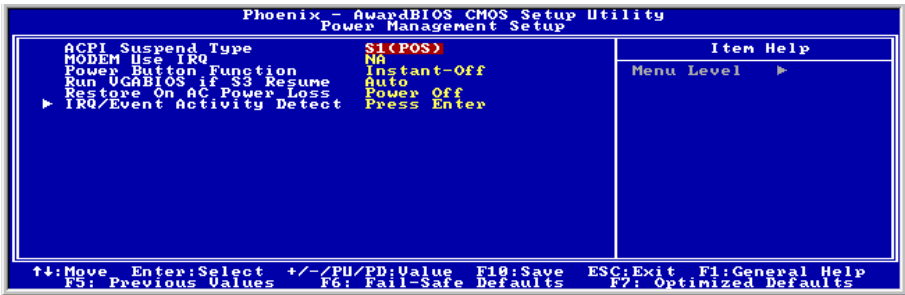 Phoenix - AwardBIOS CMOS Setup Utility
Power Management Setup
ACPI Suspend Type S1(POS)
MODEM Use IRQ NA
Power Button Function Instant-Off
Run VGABIOS if S3 Resume Auto
Restore On AC Power Loss Power Off
► IRQ/Event Activity Detect Press Enter
Item Help
Menu Level ►
↑↓:Move Enter:Select +/-/PU/PD:Value F10:Save ESC:Exit F1:General Help
F5: Previous Values F6: Fail-Safe Defaults F7: Optimized Defaults